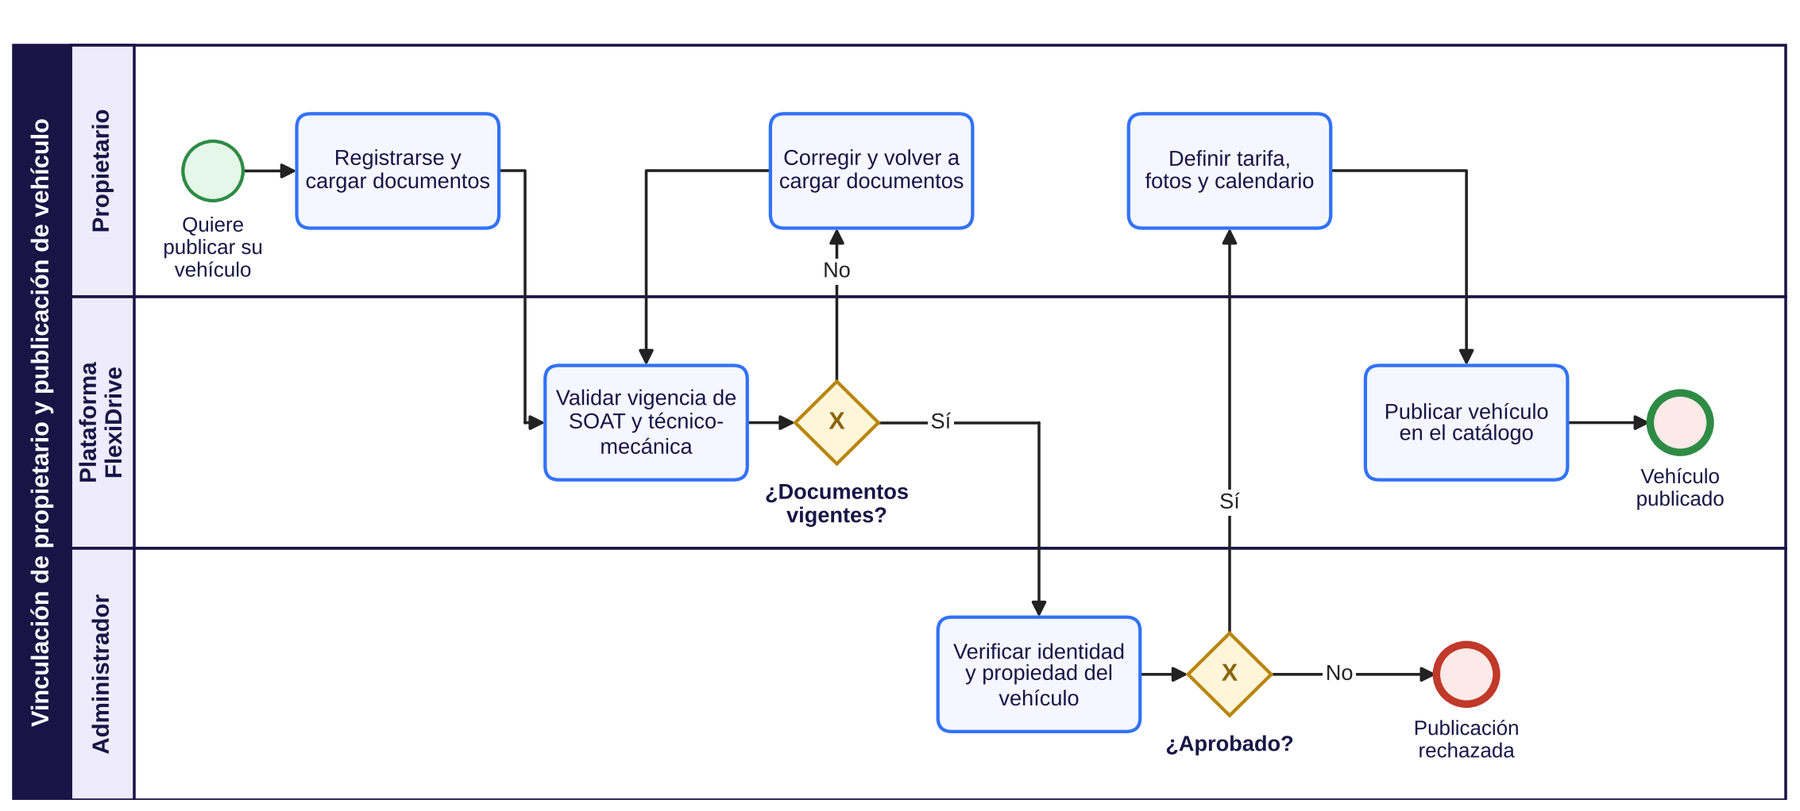 Vinculación de propietario y publicación de vehículo
Propietario
Quiere
publicar su
vehículo
Registrarse y
cargar documentos
Corregir y volver a
cargar documentos
Definir tarifa,
fotos y calendario
No
Plataforma
FlexiDrive
Validar vigencia de
SOAT y técnico-
mecánica
X
¿Documentos
vigentes?
Sí
Sí
Publicar vehículo
en el catálogo
Vehículo
publicado
Administrador
Verificar identidad
y propiedad del
vehículo
X
¿Aprobado?
No
Publicación
rechazada